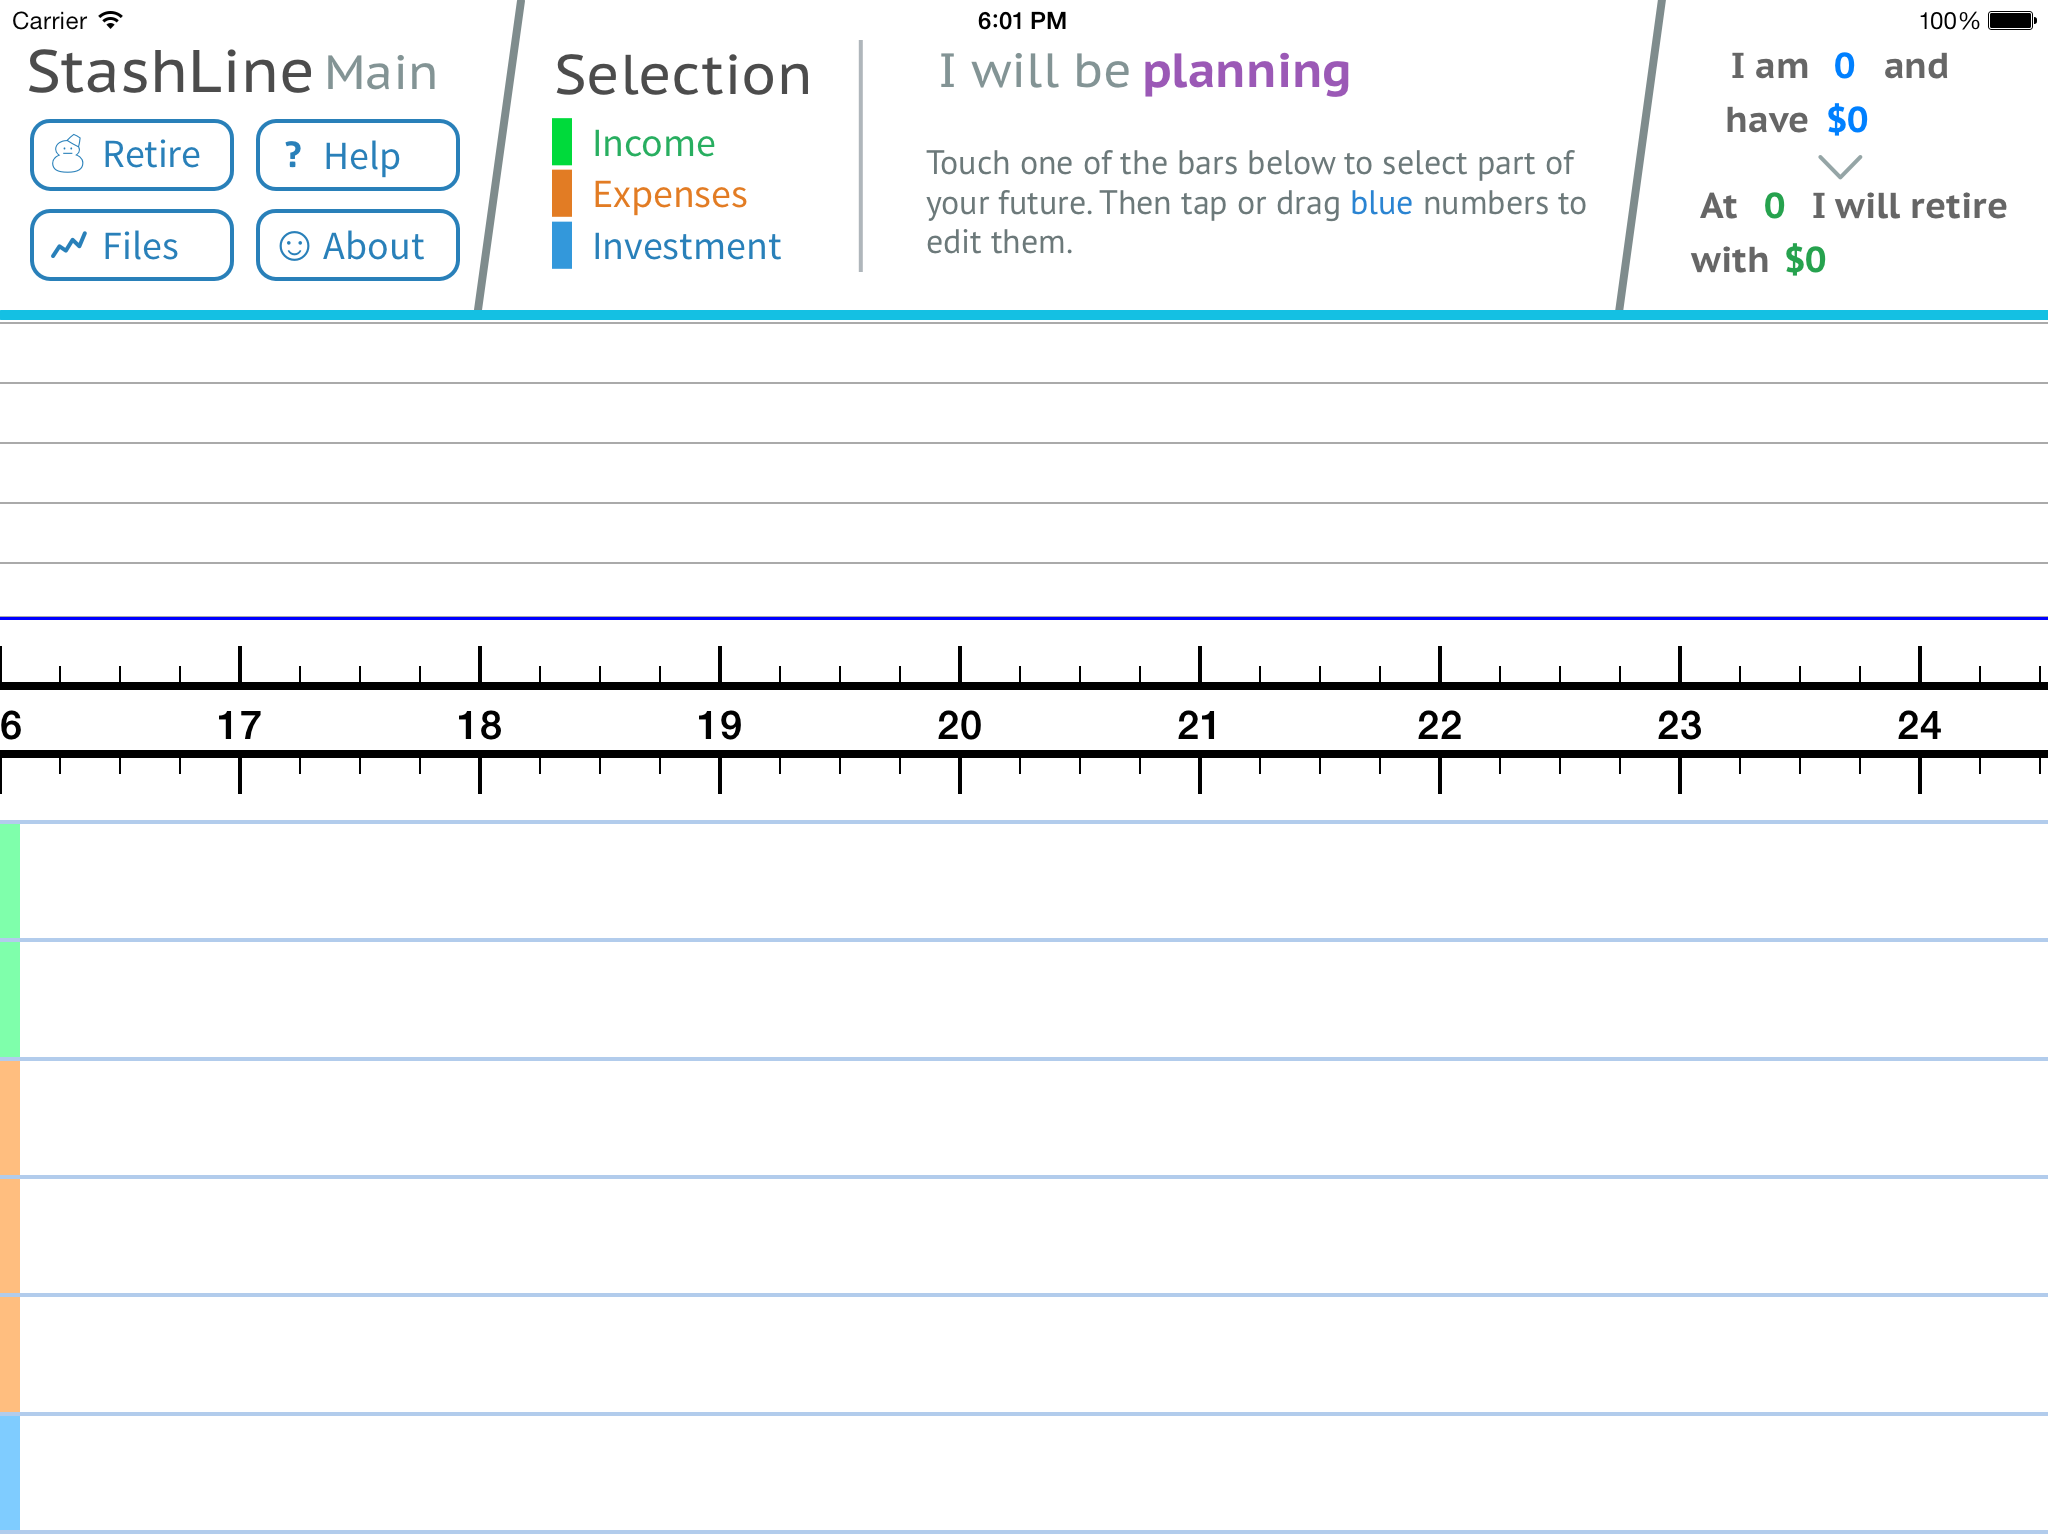 Carrier 6:01 PM 100%
StashLine Main
Retire ? Help
Files About
Selection
Income
Expenses
Investment
I will be planning
Touch one of the bars below to select part of
your future. Then tap or drag blue numbers to
edit them.
I am 0 and
have $0
At 0 I will retire
with $0
6 17 18 19 20 21 22 23 24